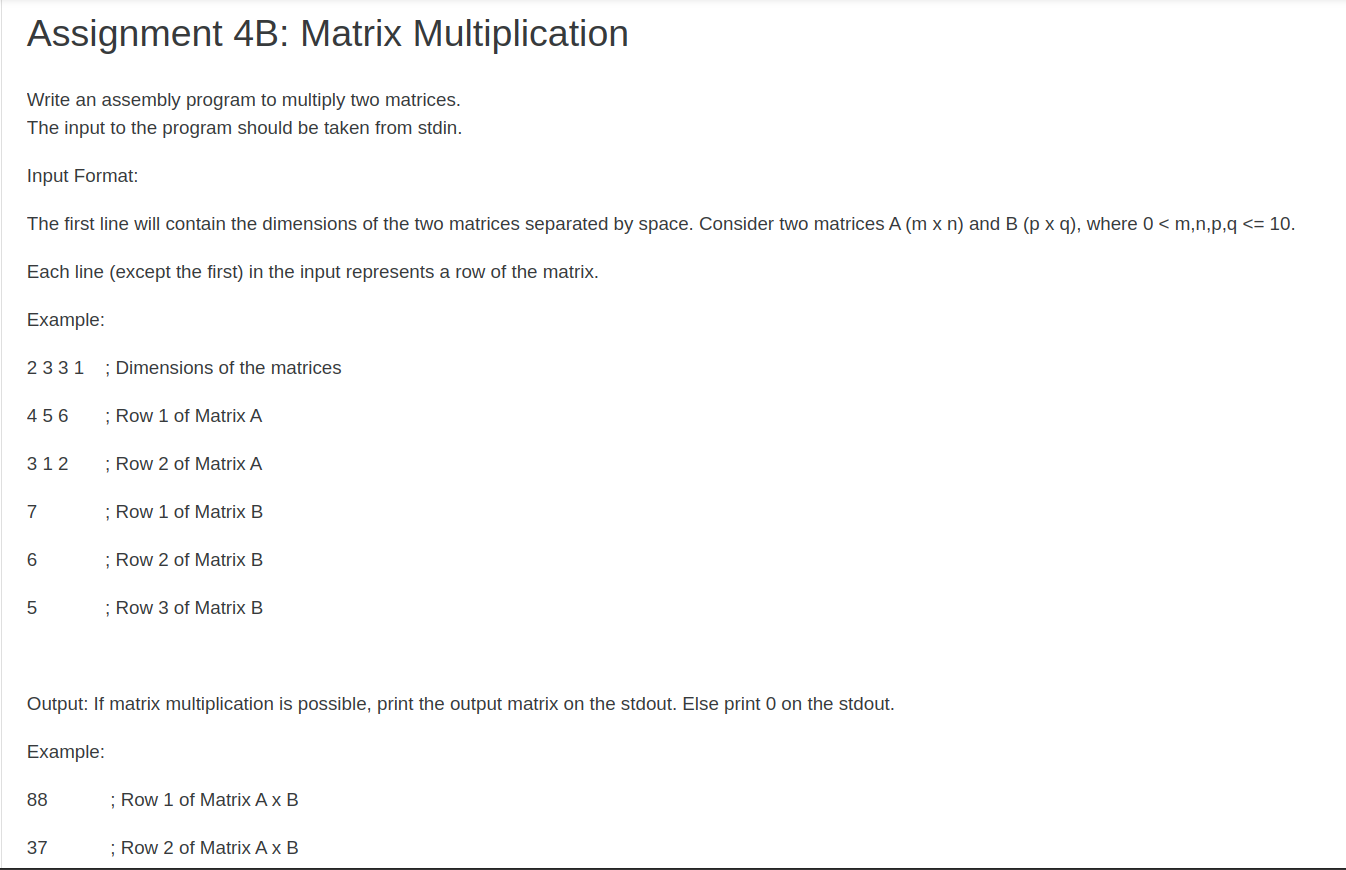 Assignment 4B: Matrix Multiplication
Write an assembly program to multiply two matrices.
The input to the program should be taken from stdin.
Input Format:
The first line will contain the dimensions of the two matrices separated by space. Consider two matrices A (m x n) and B (p x q), where 0 < m,n,p,q <= 10.
Each line (except the first) in the input represents a row of the matrix.
Example:
2 3 3 1 ; Dimensions of the matrices
4 5 6 ; Row 1 of Matrix A
3 1 2 ; Row 2 of Matrix A
7 ; Row 1 of Matrix B
6 ; Row 2 of Matrix B
5 ; Row 3 of Matrix B
Output: If matrix multiplication is possible, print the output matrix on the stdout. Else print 0 on the stdout.
Example:
88 ; Row 1 of Matrix A x B
37 ; Row 2 of Matrix A x B